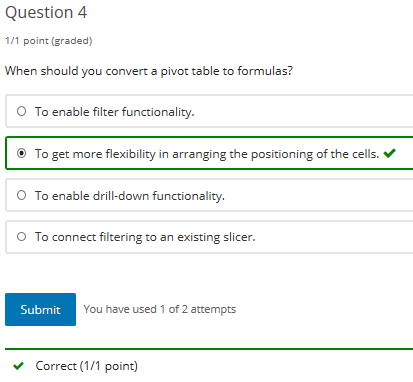 Question 4
1/1 point (graded)
When should you convert a pivot table to formulas?
To enable filter functionality.
To get more flexibility in arranging the positioning of the cells.
To enable drill-down functionality.
To connect filtering to an existing slicer.
Submit You have used 1 of 2 attempts
Correct (1/1 point)